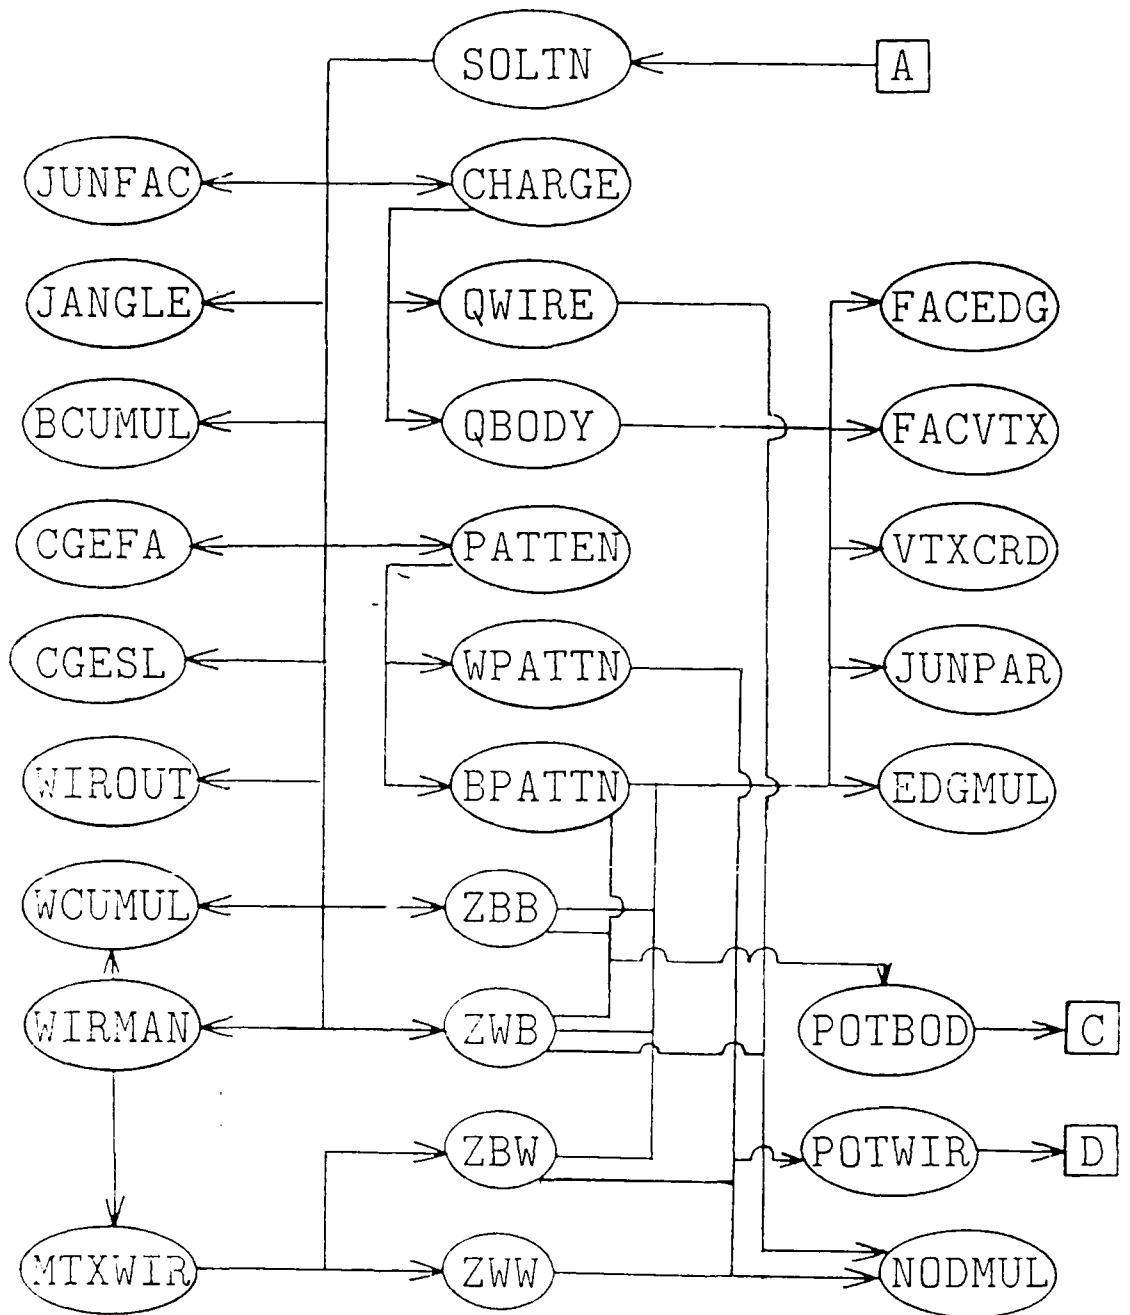 SOLTN
A
JUNFAC
CHARGE
JANGLE
QWIRE
FACEDG
BCUMUL
QBODY
FACVTX
CGEFA
PATTEN
VTXCRD
CGESL
WPATTN
JUNPAR
WIROUT
BPATTN
EDGMUL
WCUMUL
ZBB
WIRMAN
ZWB
POTBOD
C
ZBW
POTWIR
D
MTXWIR
ZWW
NODMUL